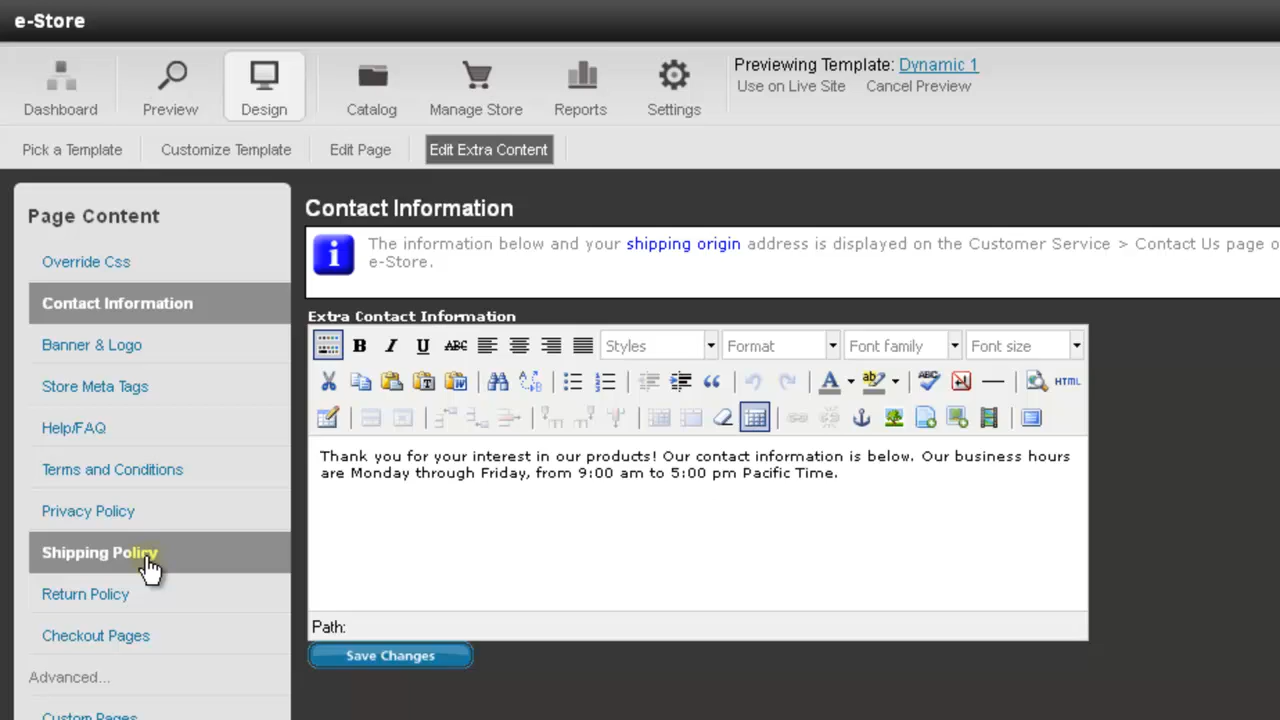 e-Store
Dashboard
Preview
Design
Catalog
Manage Store
Reports
Settings
Previewing Template: Dynamic 1
Use on Live Site Cancel Preview
Pick a Template
Customize Template
Edit Page
Edit Extra Content
Page Content
Override Css
Contact Information
Banner & Logo
Store Meta Tags
Help/FAQ
Terms and Conditions
Privacy Policy
Shipping Policy
Return Policy
Checkout Pages
Advanced...
Custom Pages
Contact Information
The information below and your shipping origin address is displayed on the Customer Service > Contact Us page o
e-Store.
Extra Contact Information
B I U ABC Styles Format Font family Font size
HTML
Thank you for your interest in our products! Our contact information is below. Our business hours
are Monday through Friday, from 9:00 am to 5:00 pm Pacific Time.
Path:
Save Changes